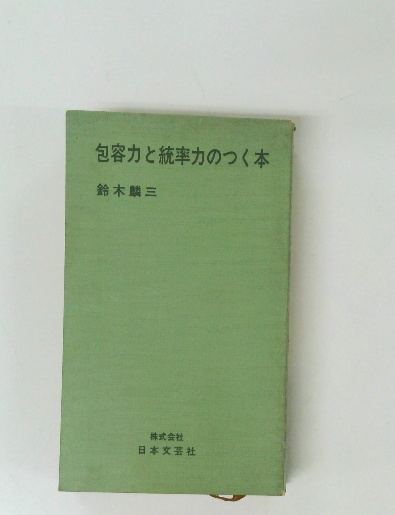 包容力と統率力のつく本
鈴木麟三
株式会社
日本文芸社